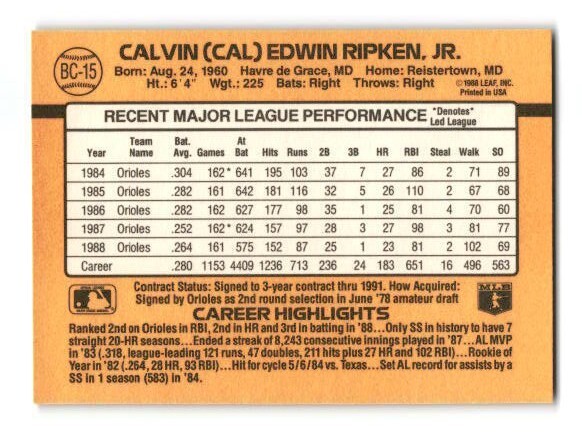 BC-15
CALVIN (CAL) EDWIN RIPKEN, JR.
Born: Aug. 24, 1960 Havre de Grace, MD Home: Reistertown, MD
Ht.: 6'4" Wgt.: 225 Bats: Right Throws: Right
©1988 LEAF, INC.
Printed in USA
RECENT MAJOR LEAGUE PERFORMANCE *Denotes* Led League
Year Team Name Bat. Avg. Games At Bat Hits Runs 2B 3B HR RBI Steal Walk SO
1984 Orioles .304 162* 641 195 103 37 7 27 86 2 71 89
1985 Orioles .282 161 642 181 116 32 5 26 110 2 67 68
1986 Orioles .282 162 627 177 98 35 1 25 81 4 70 60
1987 Orioles .252 162* 624 157 97 28 3 27 98 3 81 77
1988 Orioles .264 161 575 152 87 25 1 23 81 2 102 69
Career .280 1153 4409 1236 713 236 24 183 651 16 496 563
Contract Status: Signed to 3-year contract thru 1991. How Acquired:
Signed by Orioles as 2nd round selection in June '78 amateur draft
MLB
CAREER HIGHLIGHTS
Ranked 2nd on Orioles in RBI, 2nd in HR and 3rd in batting in '88...Only SS in history to have 7
straight 20-HR seasons...Ended a streak of 8,243 consecutive innings played in '87...AL MVP
in '83 (.318, league-leading 121 runs, 47 doubles, 211 hits plus 27 HR and 102 RBI)...Rookie of
Year in '82 (.264, 28 HR, 93 RBI)...Hit for cycle 5/6/84 vs. Texas...Set AL record for assists by a
SS in 1 season (583) in '84.